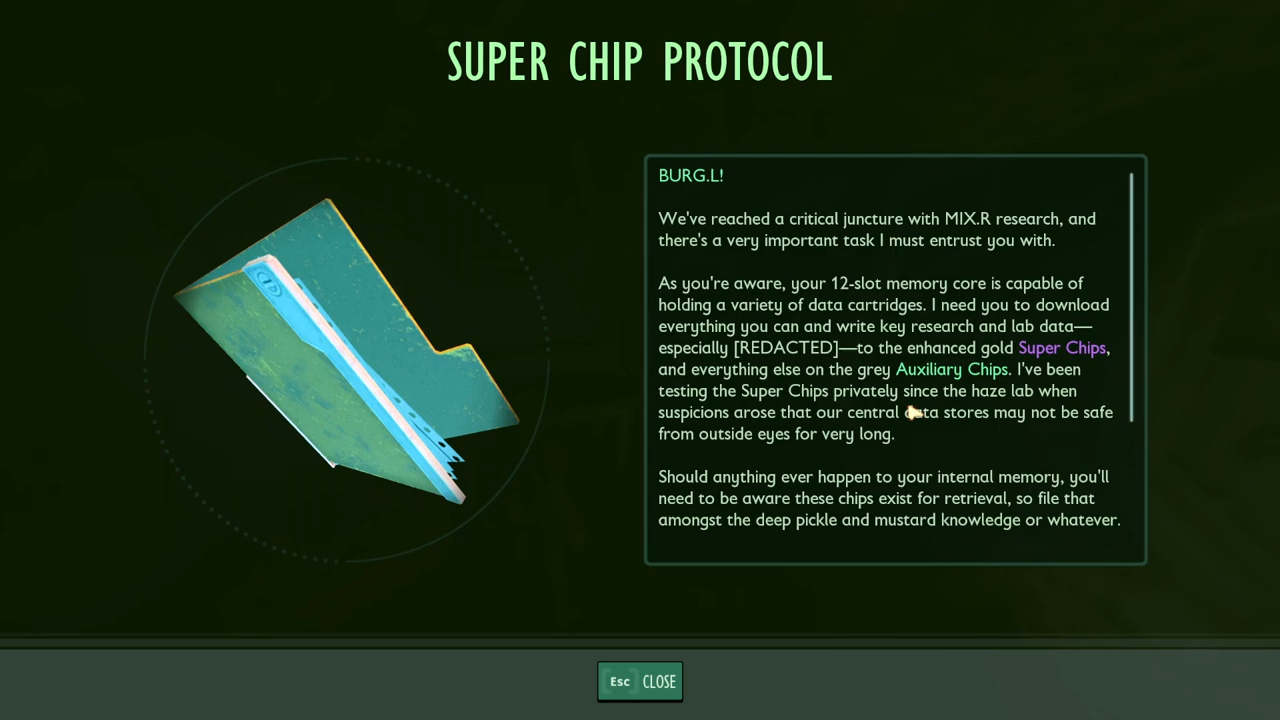 SUPER CHIP PROTOCOL
BURG.L!
We've reached a critical juncture with MIX.R research, and
there's a very important task I must entrust you with.
As you're aware, your 12-slot memory core is capable of
holding a variety of data cartridges. I need you to download
everything you can and write key research and lab data—
especially [REDACTED]—to the enhanced gold Super Chips,
and everything else on the grey Auxiliary Chips. I've been
testing the Super Chips privately since the haze lab when
suspicions arose that our central data stores may not be safe
from outside eyes for very long.
Should anything ever happen to your internal memory, you'll
need to be aware these chips exist for retrieval, so file that
amongst the deep pickle and mustard knowledge or whatever.
Esc CLOSE